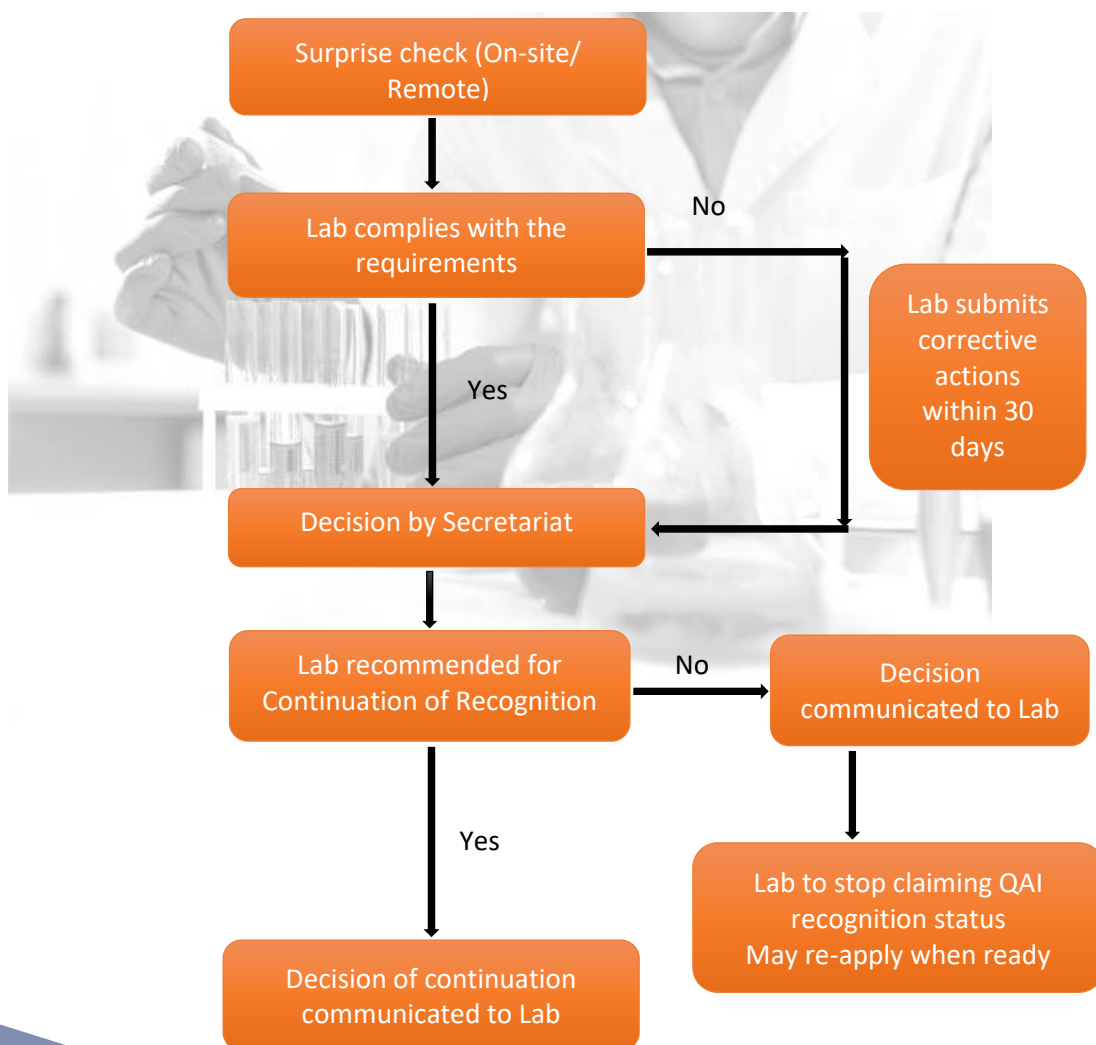 Surprise check (On-site/
Remote)
Lab complies with the
requirements
No
Lab submits
corrective
actions
within 30
days
Yes
Decision by Secretariat
Lab recommended for
Continuation of Recognition
No
Decision
communicated to Lab
Yes
Lab to stop claiming QAI
recognition status
May re-apply when ready
Decision of continuation
communicated to Lab